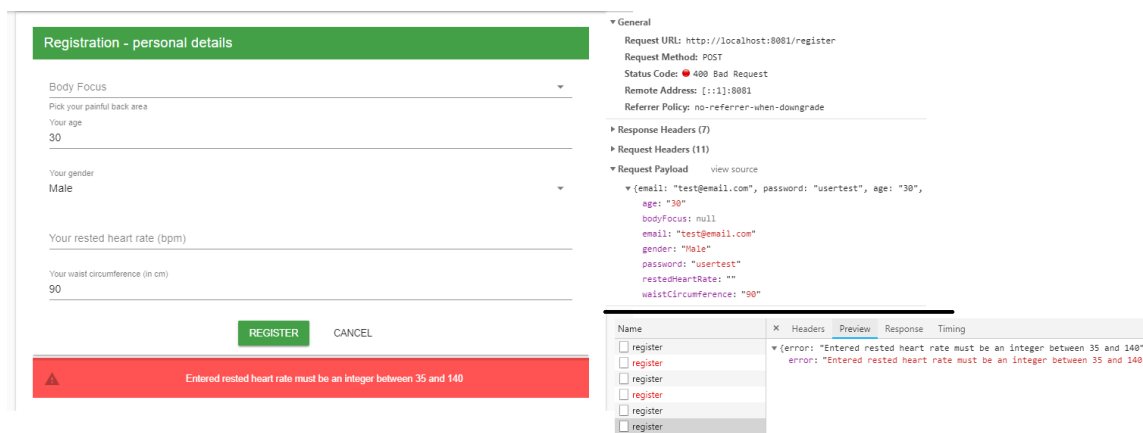 Registration - personal details
Body Focus
Pick your painful back area
Your age
30
Your gender
Male
Your rested heart rate (bpm)
Your waist circumference (in cm)
90
REGISTER CANCEL
Entered rested heart rate must be an integer between 35 and 140
General
Request URL: http://localhost:8081/register
Request Method: POST
Status Code: 400 Bad Request
Remote Address: [::1]:8081
Referrer Policy: no-referrer-when-downgrade
Response Headers (7)
Request Headers (11)
Request Payload view source
{email: "test@email.com", password: "usertest", age: "30",
age: "30"
bodyFocus: null
email: "test@email.com"
gender: "Male"
password: "usertest"
restedHeartRate: ""
waistCircumference: "90"
Name × Headers Preview Response Timing
register
register
register
register
register
register
{error: "Entered rested heart rate must be an integer between 35 and 140"
error: "Entered rested heart rate must be an integer between 35 and 140